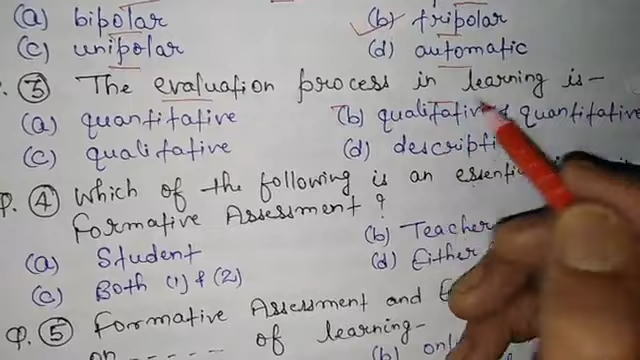 (a) bipolar (b) tripolar
(c) unipolar (d) automatic
(3) The evaluation process in learning is-
(a) quantitative (b) qualitative & quantitative
(c) qualitative (d) descripti
Q. (4) Which of the following is an essenti
Formative Assessment?
(a) Student (b) Teacher
(c) Both (1) & (2) (d) Either
Q. (5) Formative Assessment and
on ----- of learning-
(b) onl